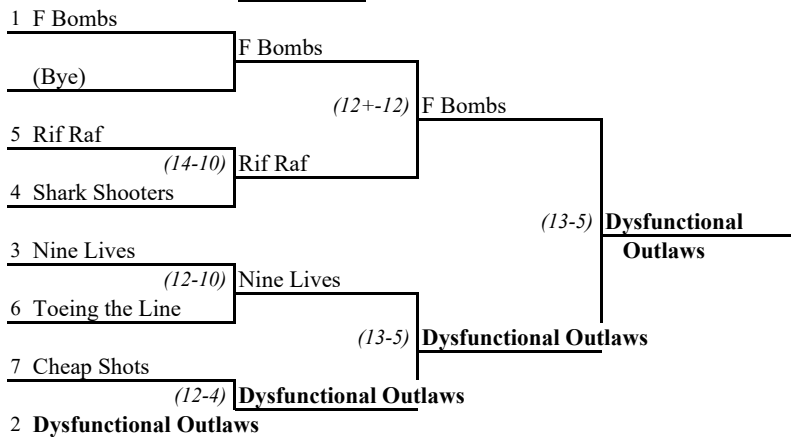 1 F Bombs
F Bombs
(Bye)
(12+-12) F Bombs
5 Rif Raf
(14-10) Rif Raf
4 Shark Shooters
(13-5) Dysfunctional
Outlaws
3 Nine Lives
(12-10) Nine Lives
6 Toeing the Line
(13-5) Dysfunctional Outlaws
7 Cheap Shots
(12-4) Dysfunctional Outlaws
2 Dysfunctional Outlaws